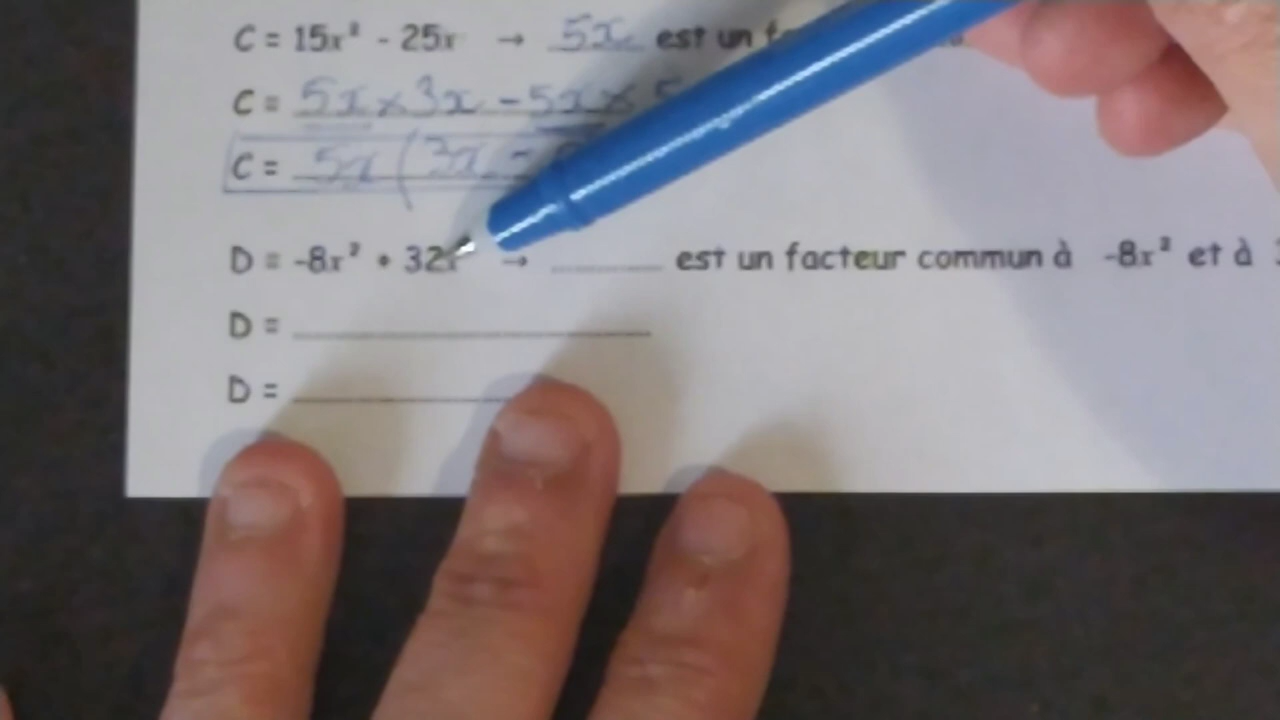 C = 15x² - 25x → 5x est un
C = 5x × 3x - 5x × 5
C = 5x (3x -
D = -8x² + 32x → ............ est un facteur commun à -8x² et à
D =
D =